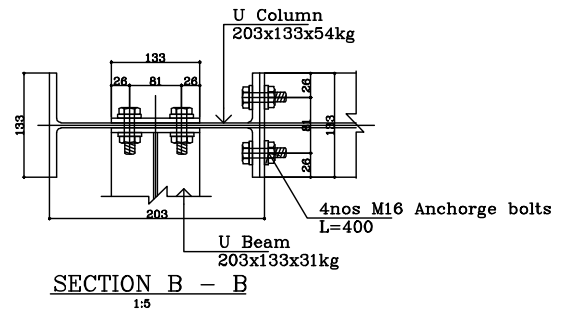 U Column
203x133x54kg
133
26 81 26
133
26
81
26
133
203
4nos M16 Anchorge bolts
L=400
U Beam
203x133x31kg
SECTION B - B
1:5